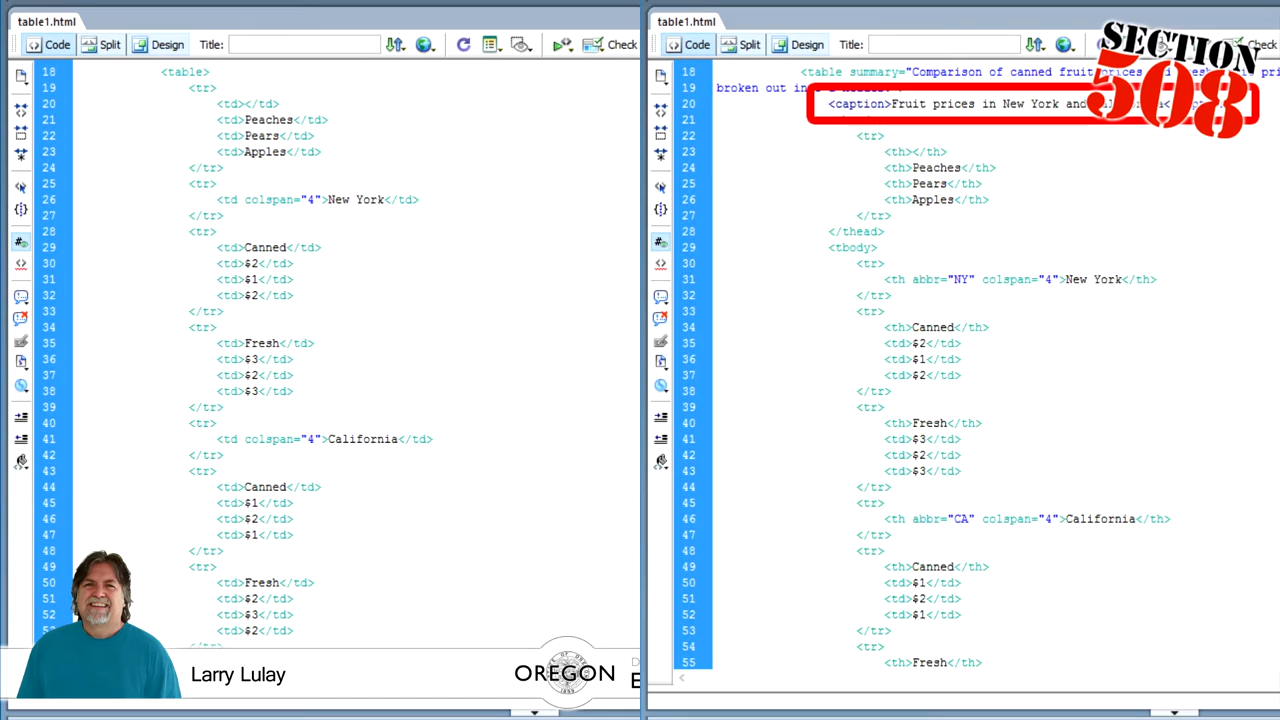 table1.html
Code Split Design Title:
18 <table>
19 <tr>
20 <td></td>
21 <td>Peaches</td>
22 <td>Pears</td>
23 <td>Apples</td>
24 </tr>
25 <tr>
26 <td colspan="4">New York</td>
27 </tr>
28 <tr>
29 <td>Canned</td>
30 <td>$2</td>
31 <td>$1</td>
32 <td>$2</td>
33 </tr>
34 <tr>
35 <td>Fresh</td>
36 <td>$3</td>
37 <td>$2</td>
38 <td>$3</td>
39 </tr>
40 <tr>
41 <td colspan="4">California</td>
42 </tr>
43 <tr>
44 <td>Canned</td>
45 <td>$1</td>
46 <td>$2</td>
47 <td>$1</td>
48 </tr>
49 <tr>
50 <td>Fresh</td>
51 <td>$2</td>
52 <td>$3</td>
53 <td>$2</td>
</tr>
Check
Larry Lulay
OREGON
1859
table1.html
Code Split Design Title:
Check
SECTION
508
18 <table summary="Comparison of canned fruit prices
19 broken out
20 <caption>Fruit prices in New York and
21
22 <tr>
23 <th></th>
24 <th>Peaches</th>
25 <th>Pears</th>
26 <th>Apples</th>
27 </tr>
28 </thead>
29 <tbody>
30 <tr>
31 <th abbr="NY" colspan="4">New York</th>
32 </tr>
33 <tr>
34 <th>Canned</th>
35 <td>$2</td>
36 <td>$1</td>
37 <td>$2</td>
38 </tr>
39 <tr>
40 <th>Fresh</th>
41 <td>$3</td>
42 <td>$2</td>
43 <td>$3</td>
44 </tr>
45 <tr>
46 <th abbr="CA" colspan="4">California</th>
47 </tr>
48 <tr>
49 <th>Canned</th>
50 <td>$1</td>
51 <td>$2</td>
52 <td>$1</td>
53 </tr>
54 <tr>
55 <th>Fresh</th>